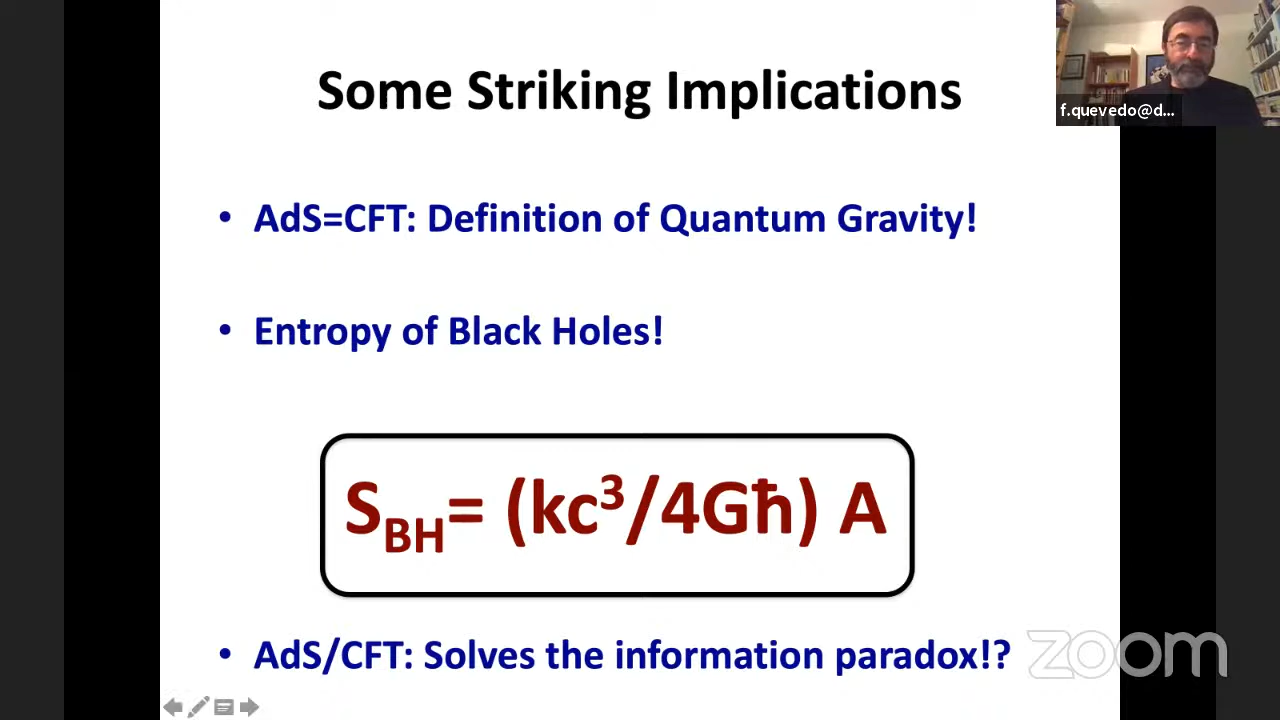 Some Striking Implications
f.quevedo@d...
• AdS=CFT: Definition of Quantum Gravity!
• Entropy of Black Holes!
S_BH= (kc³/4Għ) A
• AdS/CFT: Solves the information paradox!?
zoom